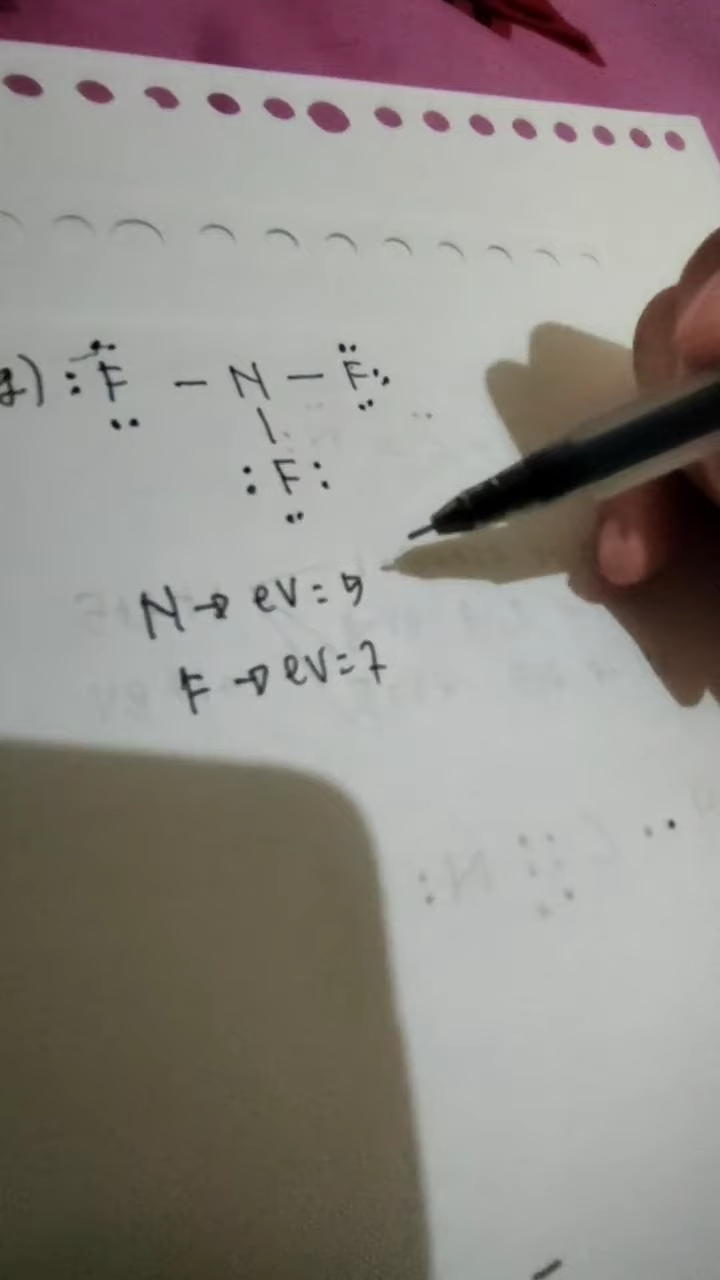 g) :F̤̈ – N – F̤̈:
|
:F̤:
N → eV = 5
F → eV = 7